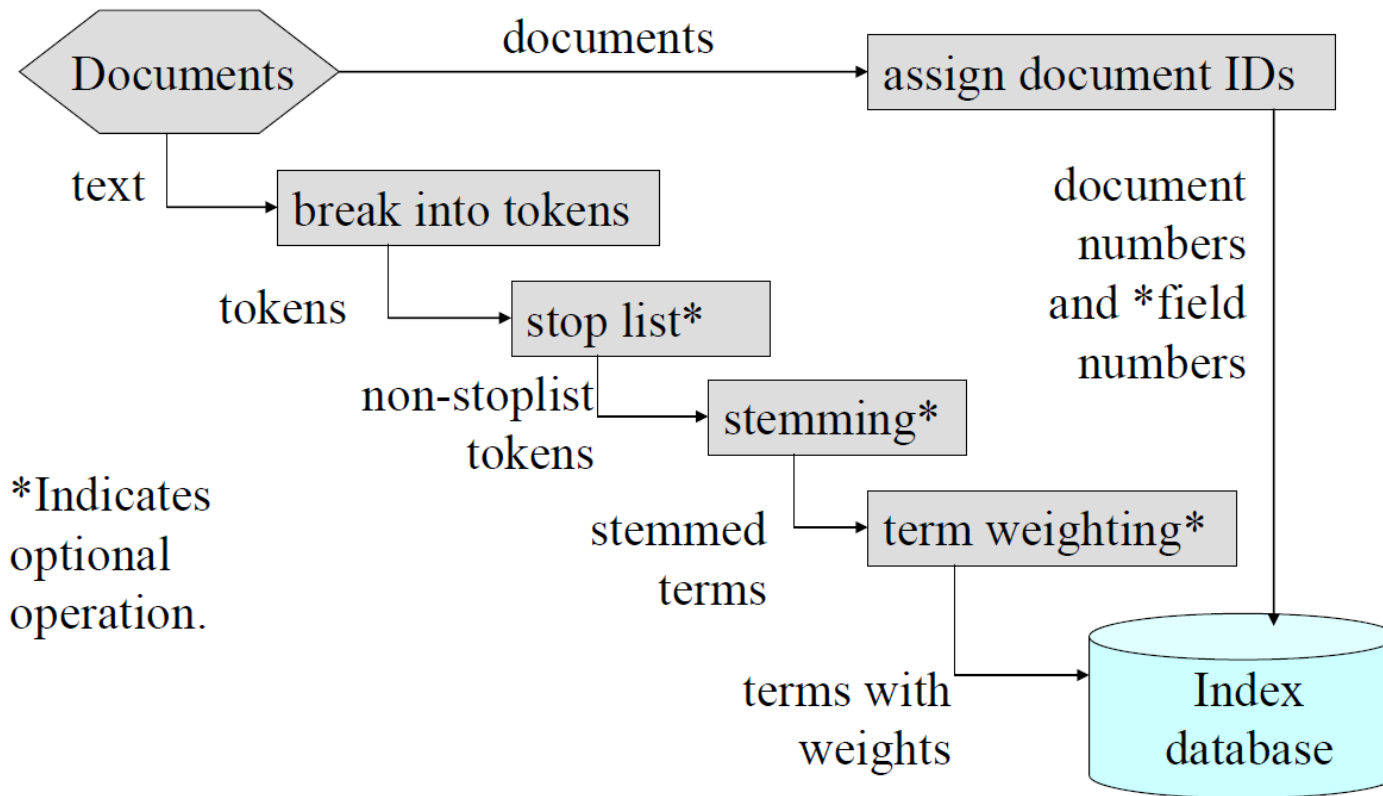 documents
Documents
assign document IDs
text
break into tokens
document
numbers
and *field
numbers
tokens
stop list*
non-stoplist
tokens
stemming*
*Indicates
optional
operation.
stemmed
terms
term weighting*
terms with
weights
Index
database